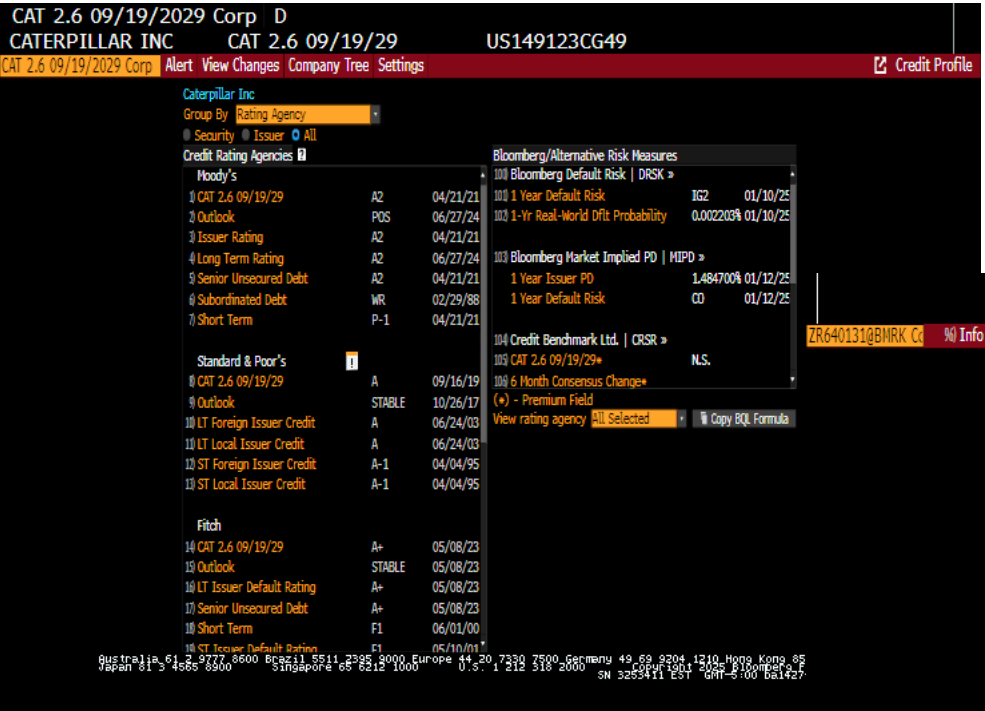 CAT 2.6 09/19/2029 Corp D
CATERPILLAR INC CAT 2.6 09/19/29 US149123CG49
CAT 2.6 09/19/2029 Corp Alert View Changes Company Tree Settings Credit Profile
Caterpillar Inc
Group By Rating Agency
Security Issuer All
Credit Rating Agencies ?
Moody's
1) CAT 2.6 09/19/29 A2 04/21/21
2) Outlook POS 06/27/24
3) Issuer Rating A2 04/21/21
4) Long Term Rating A2 06/27/24
5) Senior Unsecured Debt A2 04/21/21
6) Subordinated Debt WR 02/29/88
7) Short Term P-1 04/21/21
Standard & Poor's !
8) CAT 2.6 09/19/29 A 09/16/19
9) Outlook STABLE 10/26/17
10) LT Foreign Issuer Credit A 06/24/03
11) LT Local Issuer Credit A 06/24/03
12) ST Foreign Issuer Credit A-1 04/04/95
13) ST Local Issuer Credit A-1 04/04/95
Fitch
14) CAT 2.6 09/19/29 A+ 05/08/23
15) Outlook STABLE 05/08/23
16) LT Issuer Default Rating A+ 05/08/23
17) Senior Unsecured Debt A+ 05/08/23
18) Short Term F1 06/01/00
19) ST Issuer Default Rating F1 05/10/01
Bloomberg/Alternative Risk Measures
100) Bloomberg Default Risk | DRSK »
101) 1 Year Default Risk IG2 01/10/25
102) 1-Yr Real-World Dflt Probability 0.002203% 01/10/25
103) Bloomberg Market Implied PD | MIPD »
1 Year Issuer PD 1.484700% 01/12/25
1 Year Default Risk CO 01/12/25
104) Credit Benchmark Ltd. | CRSR »
105) CAT 2.6 09/19/29* N.S.
106) 6 Month Consensus Change*
(*) - Premium Field
View rating agency All Selected Copy BQL Formula
ZR640131@BMRK Co %) Info
Australia 61 2 9777 8600 Brazil 5511 2395 9000 Europe 44 20 7330 7500 Germany 49 69 9204 1210 Hong Kong 85
Japan 81 3 4565 8900 Singapore 65 6212 1000 U.S. 1 212 318 2000 Copyright 2025 Bloomberg F
SN 3253411 EST GMT-5:00